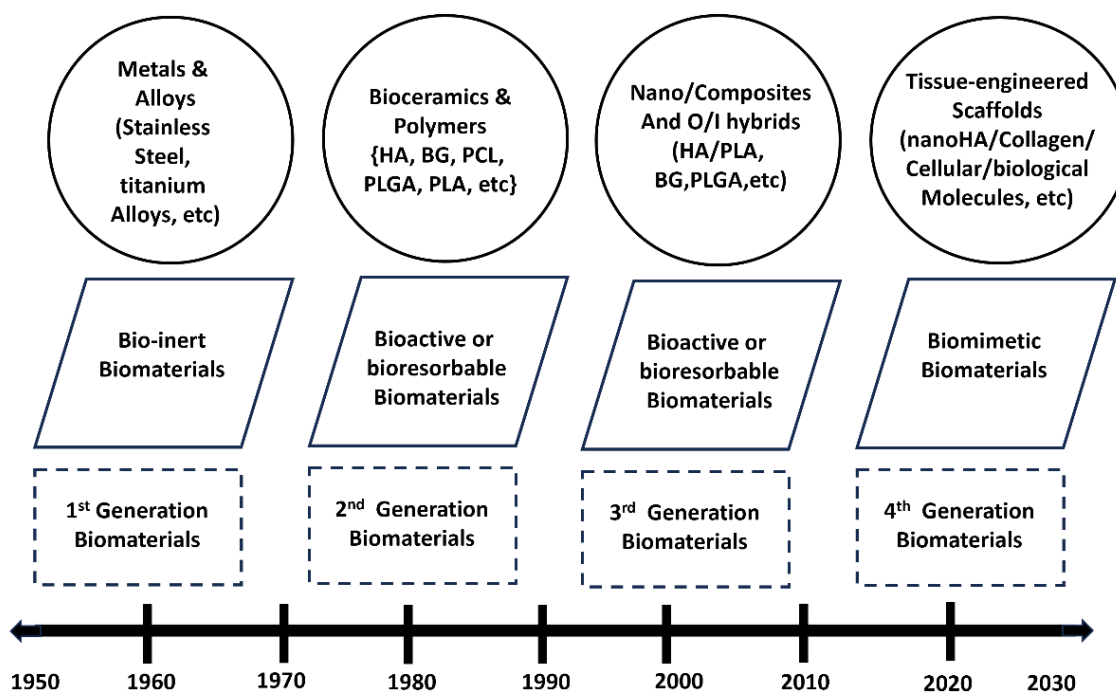 Metals &
Alloys
(Stainless
Steel,
titanium
Alloys, etc)
Bioceramics &
Polymers
{HA, BG, PCL,
PLGA, PLA, etc}
Nano/Composites
And O/I hybrids
(HA/PLA,
BG,PLGA,etc)
Tissue-engineered
Scaffolds
(nanoHA/Collagen/
Cellular/biological
Molecules, etc)
Bio-inert
Biomaterials
Bioactive or
bioresorbable
Biomaterials
Bioactive or
bioresorbable
Biomaterials
Biomimetic
Biomaterials
1st Generation
Biomaterials
2nd Generation
Biomaterials
3rd Generation
Biomaterials
4th Generation
Biomaterials
1950 1960 1970 1980 1990 2000 2010 2020 2030